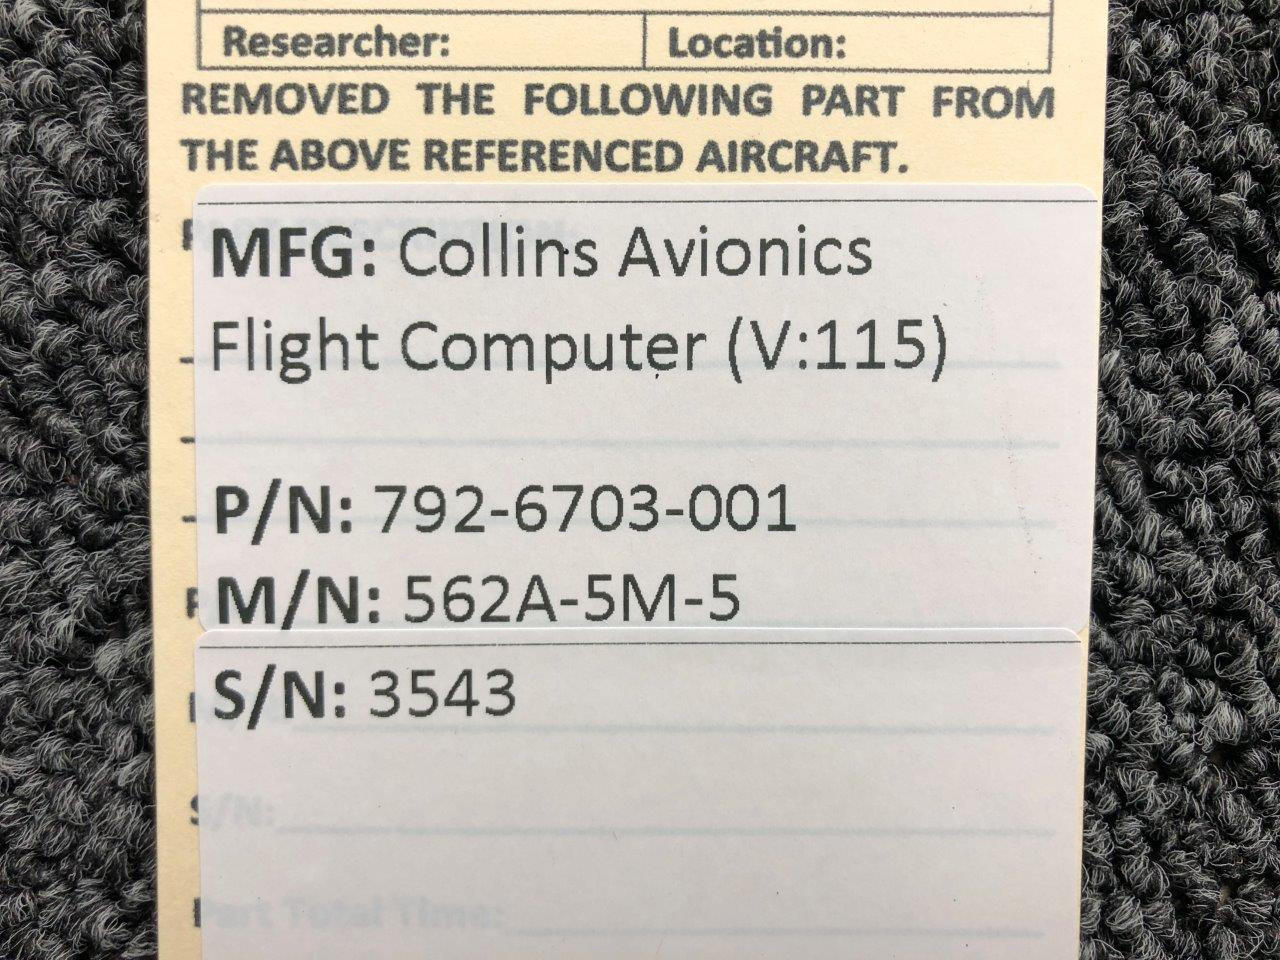 Researcher: Location:
REMOVED THE FOLLOWING PART FROM
THE ABOVE REFERENCED AIRCRAFT.
MFG: Collins Avionics
Flight Computer (V:115)
P/N: 792-6703-001
M/N: 562A-5M-5
S/N: 3543
S/N:
Part Total Time: